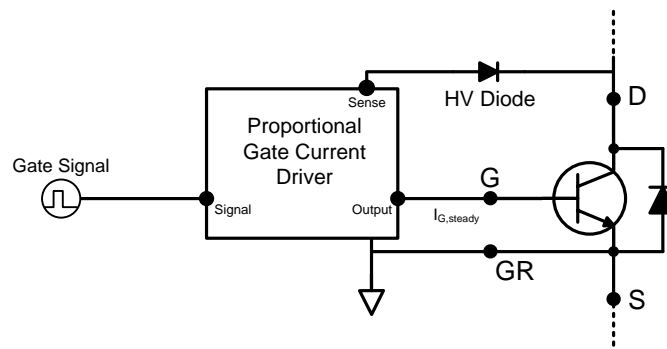 Sense
HV Diode
D
Proportional
Gate Current
Driver
Gate Signal
Signal
Output
G
I_G,steady
GR
S